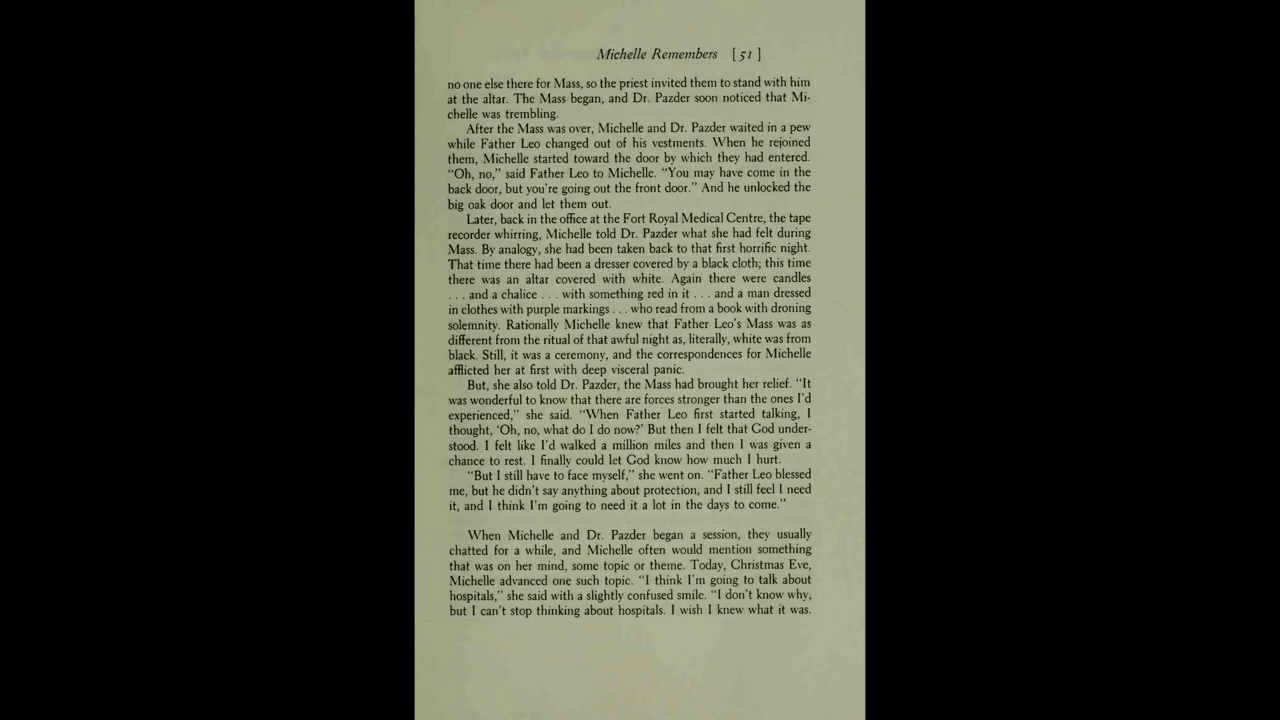 Michelle Remembers [51]
no one else there for Mass, so the priest invited them to stand with him
at the altar. The Mass began, and Dr. Pazder soon noticed that Mi-
chelle was trembling.
After the Mass was over, Michelle and Dr. Pazder waited in a pew
while Father Leo changed out of his vestments. When he rejoined
them, Michelle started toward the door by which they had entered.
“Oh, no,” said Father Leo to Michelle. “You may have come in the
back door, but you’re going out the front door.” And he unlocked the
big oak door and let them out.
Later, back in the office at the Fort Royal Medical Centre, the tape
recorder whirring, Michelle told Dr. Pazder what she had felt during
Mass. By analogy, she had been taken back to that first horrific night.
That time there had been a dresser covered by a black cloth; this time
there was an altar covered with white. Again there were candles
. . . and a chalice . . . with something red in it . . . and a man dressed
in clothes with purple markings . . . who read from a book with droning
solemnity. Rationally Michelle knew that Father Leo’s Mass was as
different from the ritual of that awful night as, literally, white was from
black. Still, it was a ceremony, and the correspondences for Michelle
afflicted her at first with deep visceral panic.
But, she also told Dr. Pazder, the Mass had brought her relief. “It
was wonderful to know that there are forces stronger than the ones I’d
experienced,” she said. “When Father Leo first started talking, I
thought, ‘Oh, no, what do I do now?’ But then I felt that God under-
stood. I felt like I’d walked a million miles and then I was given a
chance to rest. I finally could let God know how much I hurt.
“But I still have to face myself,” she went on. “Father Leo blessed
me, but he didn’t say anything about protection, and I still feel I need
it, and I think I’m going to need it a lot in the days to come.”
When Michelle and Dr. Pazder began a session, they usually
chatted for a while, and Michelle often would mention something
that was on her mind, some topic or theme. Today, Christmas Eve,
Michelle advanced one such topic. “I think I’m going to talk about
hospitals,” she said with a slightly confused smile. “I don’t know why,
but I can’t stop thinking about hospitals. I wish I knew what it was.